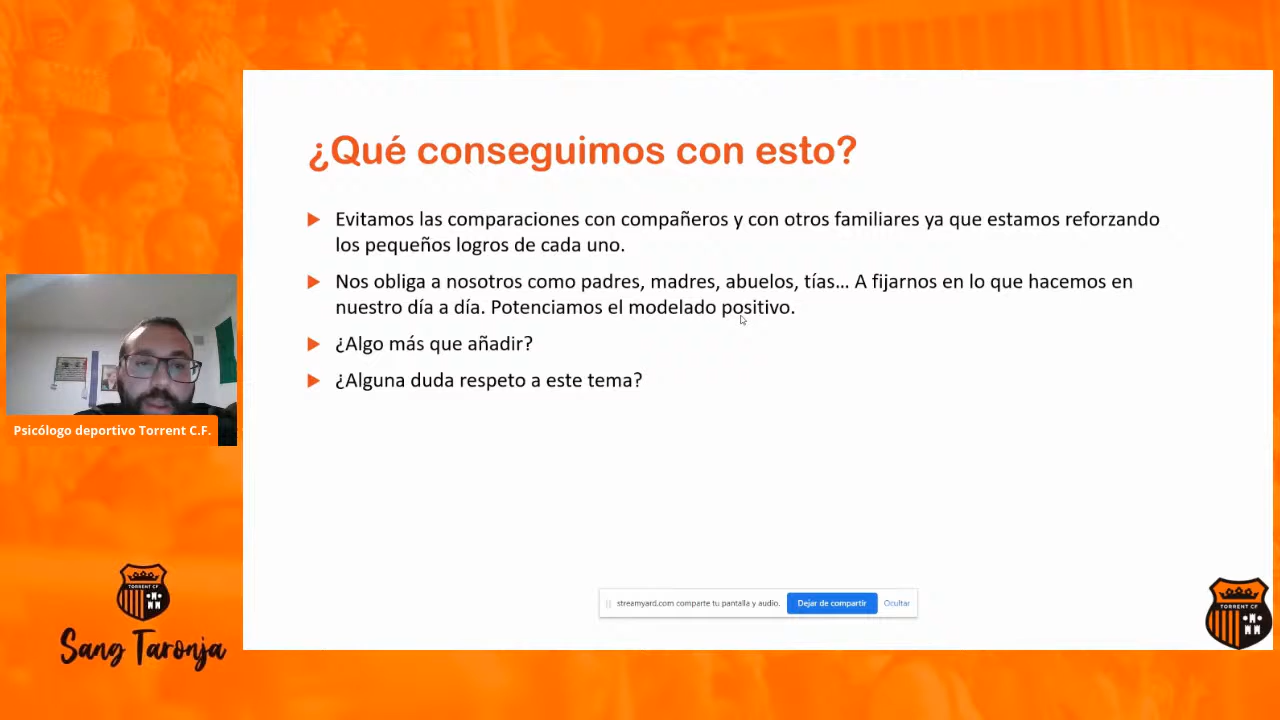 ¿Qué conseguimos con esto?
Evitamos las comparaciones con compañeros y con otros familiares ya que estamos reforzando
los pequeños logros de cada uno.
Nos obliga a nosotros como padres, madres, abuelos, tías... A fijarnos en lo que hacemos en
nuestro día a día. Potenciamos el modelado positivo.
¿Algo más que añadir?
¿Alguna duda respeto a este tema?
Psicólogo deportivo Torrent C.F.
streamyard.com comparte tu pantalla y audio.
Dejar de compartir
Ocultar
TORRENT CF
Sang Taronja
TORRENT CF